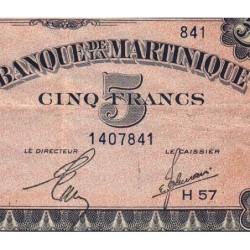 841
BANQUE DE LA MARTINIQUE
5
CINQ FRANCS
1407841
LE DIRECTEUR LE CAISSIER
H 57